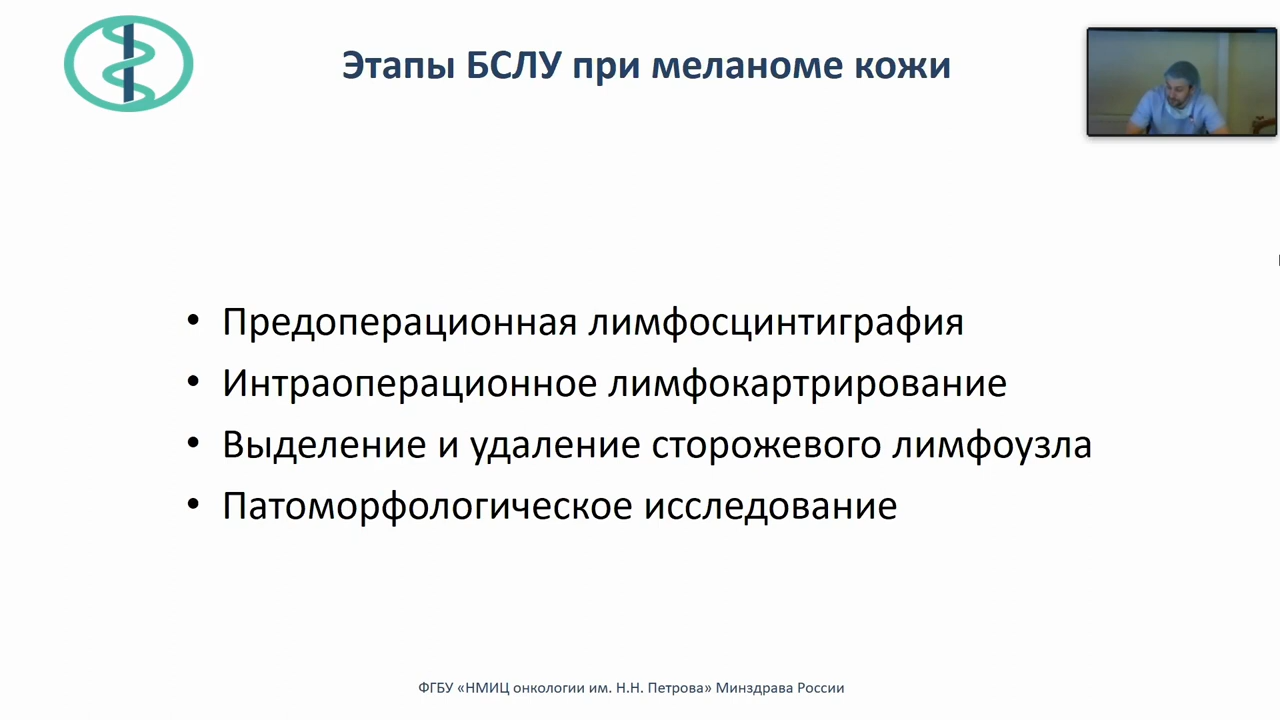 Этапы БСЛУ при меланоме кожи
• Предоперационная лимфосцинтиграфия
• Интраоперационное лимфокартрирование
• Выделение и удаление сторожевого лимфоузла
• Патоморфологическое исследование
ФГБУ «НМИЦ онкологии им. Н.Н. Петрова» Минздрава России